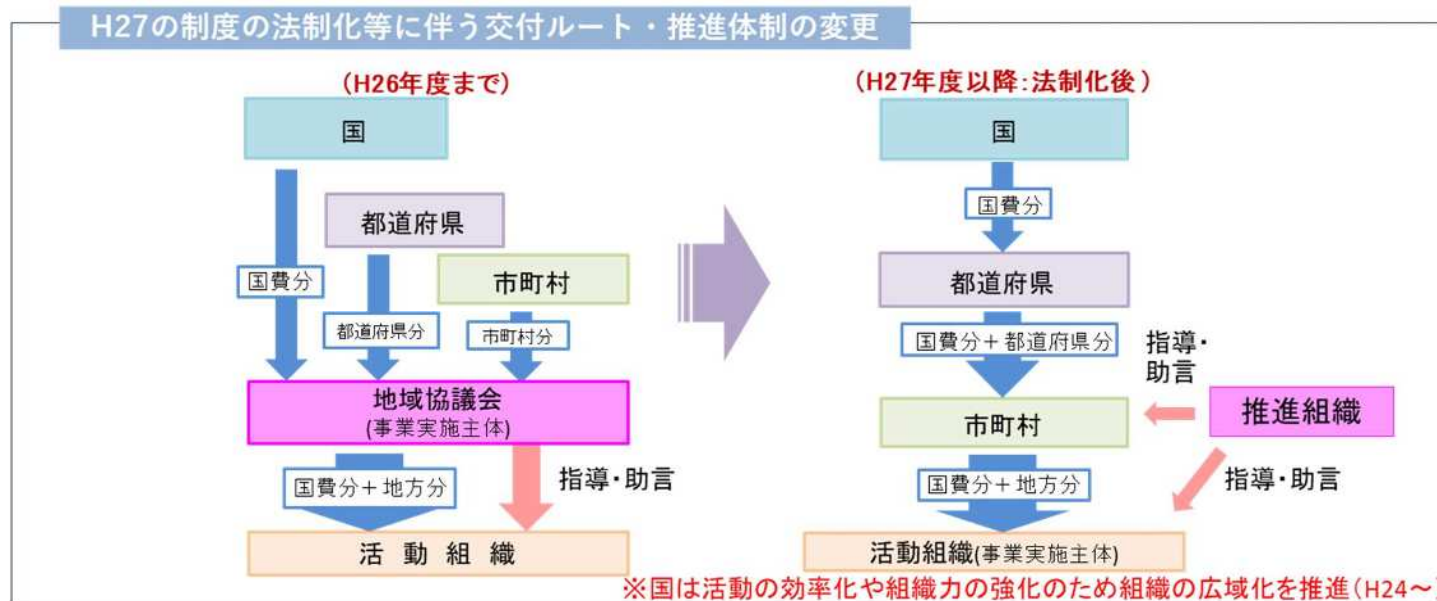 H27の制度の法制化等に伴う交付ルート・推進体制の変更
(H26年度まで)
国
都道府県
市町村
国費分
都道府県分
市町村分
地域協議会
(事業実施主体)
国費分+地方分
指導・助言
活 動 組 織
(H27年度以降:法制化後)
国
国費分
都道府県
国費分+都道府県分
指導・
助言
市町村
推進組織
国費分+地方分
指導・助言
活動組織(事業実施主体)
※国は活動の効率化や組織力の強化のため組織の広域化を推進(H24~)